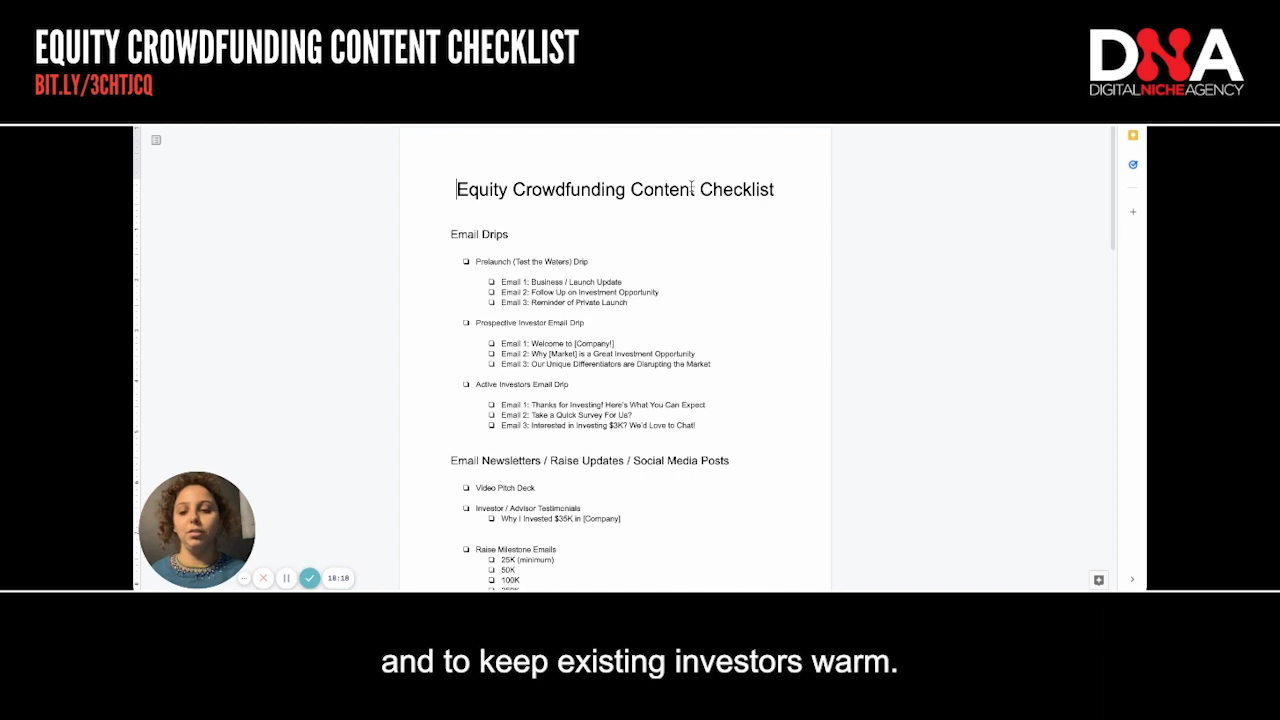 EQUITY CROWDFUNDING CONTENT CHECKLIST
BIT.LY/3CHTJCQ
DNA
DIGITALNICHEAGENCY
Equity Crowdfunding Content Checklist
Email Drips
Prelaunch (Test the Waters) Drip
Email 1: Business / Launch Update
Email 2: Follow Up on Investment Opportunity
Email 3: Reminder of Private Launch
Prospective Investor Email Drip
Email 1: Welcome to [Company!]
Email 2: Why [Market] is a Great Investment Opportunity
Email 3: Our Unique Differentiators are Disrupting the Market
Active Investors Email Drip
Email 1: Thanks for Investing! Here's What You Can Expect
Email 2: Take a Quick Survey For Us?
Email 3: Interested in Investing $3K? We'd Love to Chat!
Email Newsletters / Raise Updates / Social Media Posts
Video Pitch Deck
Investor / Advisor Testimonials
Why I Invested $35K in [Company]
Raise Milestone Emails
25K (minimum)
50K
100K
18:18
and to keep existing investors warm.